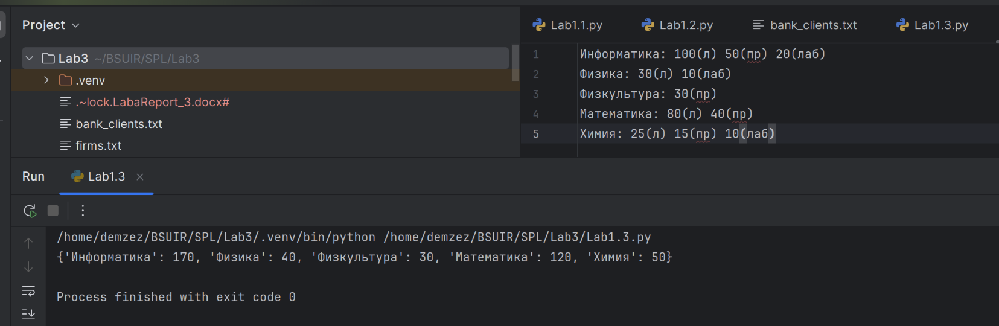 Project
Lab3 ~/BSUIR/SPL/Lab3
.venv
.~lock.LabaReport_3.docx#
bank_clients.txt
firms.txt
Lab1.1.py Lab1.2.py bank_clients.txt Lab1.3.py
1 Информатика: 100(л) 50(пр) 20(лаб)
2 Физика: 30(л) 10(лаб)
3 Физкультура: 30(пр)
4 Математика: 80(л) 40(пр)
5 Химия: 25(л) 15(пр) 10(лаб)
Run Lab1.3
/home/demzez/BSUIR/SPL/Lab3/.venv/bin/python /home/demzez/BSUIR/SPL/Lab3/Lab1.3.py
{'Информатика': 170, 'Физика': 40, 'Физкультура': 30, 'Математика': 120, 'Химия': 50}
Process finished with exit code 0